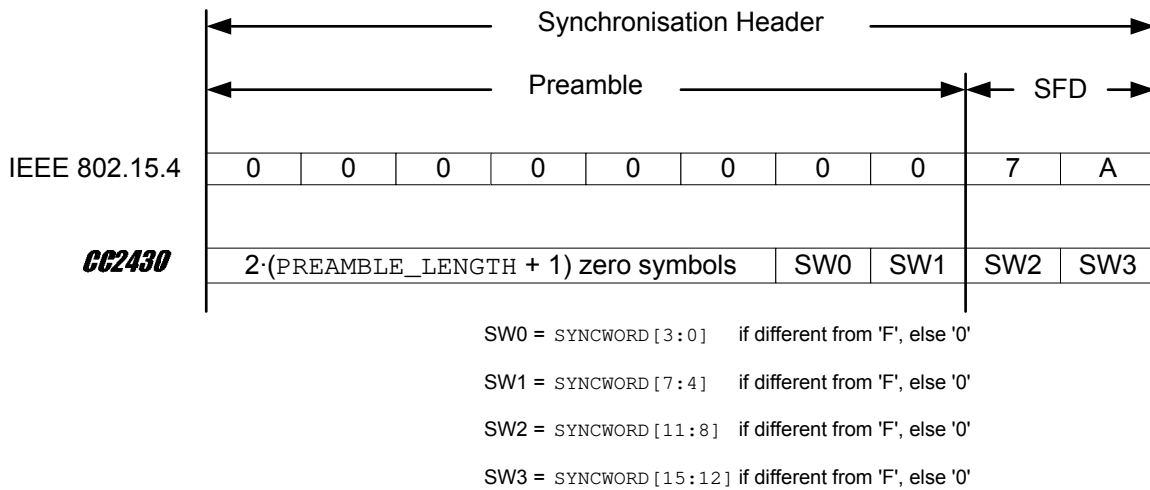 Synchronisation Header
Preamble SFD
IEEE 802.15.4 0 0 0 0 0 0 0 0 7 A
CC2430 2·(PREAMBLE_LENGTH + 1) zero symbols SW0 SW1 SW2 SW3
SW0 = SYNCWORD[3:0] if different from 'F', else '0'
SW1 = SYNCWORD[7:4] if different from 'F', else '0'
SW2 = SYNCWORD[11:8] if different from 'F', else '0'
SW3 = SYNCWORD[15:12] if different from 'F', else '0'